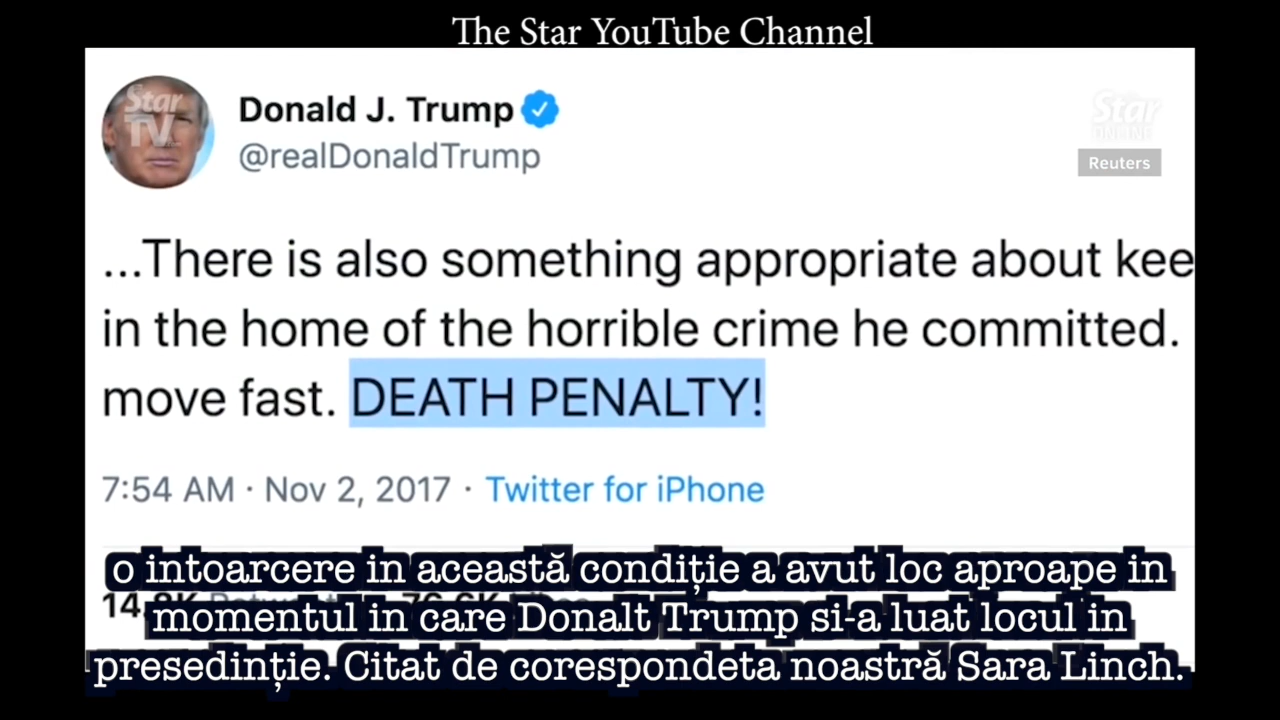 The Star YouTube Channel
Star
TV
Donald J. Trump
@realDonaldTrump
Star
ONLINE
Reuters
...There is also something appropriate about kee
in the home of the horrible crime he committed.
move fast. DEATH PENALTY!
7:54 AM · Nov 2, 2017 · Twitter for iPhone
o intoarcere in această condiție a avut loc aproape in
momentul in care Donalt Trump si-a luat locul in
presedinție. Citat de corespondeta noastră Sara Linch.